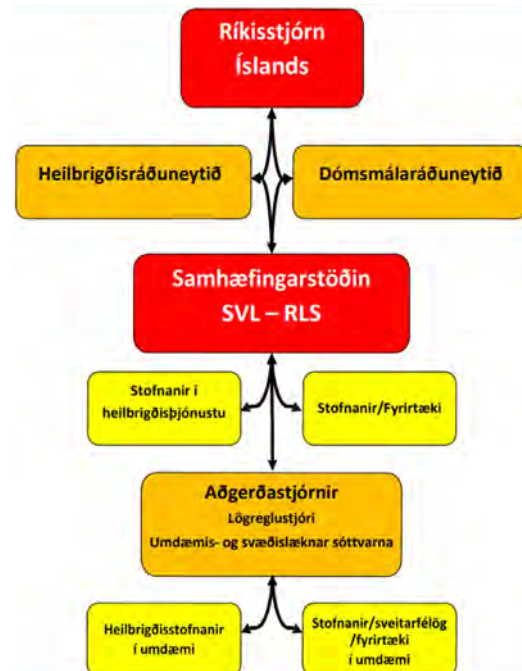 Ríkisstjórn
Íslands
Heilbrigðisráðuneytið
Dómsmálaráðuneytið
Samhæfingarstöðin
SVL – RLS
Stofnanir í
heilbrigðisþjónustu
Stofnanir/Fyrirtæki
Aðgerðastjórnir
Lögreglustjóri
Umdæmis- og svæðislæknar sóttvarna
Heilbrigðisstofnanir
í umdæmi
Stofnanir/sveitarfélög
/fyrirtæki
í umdæmi